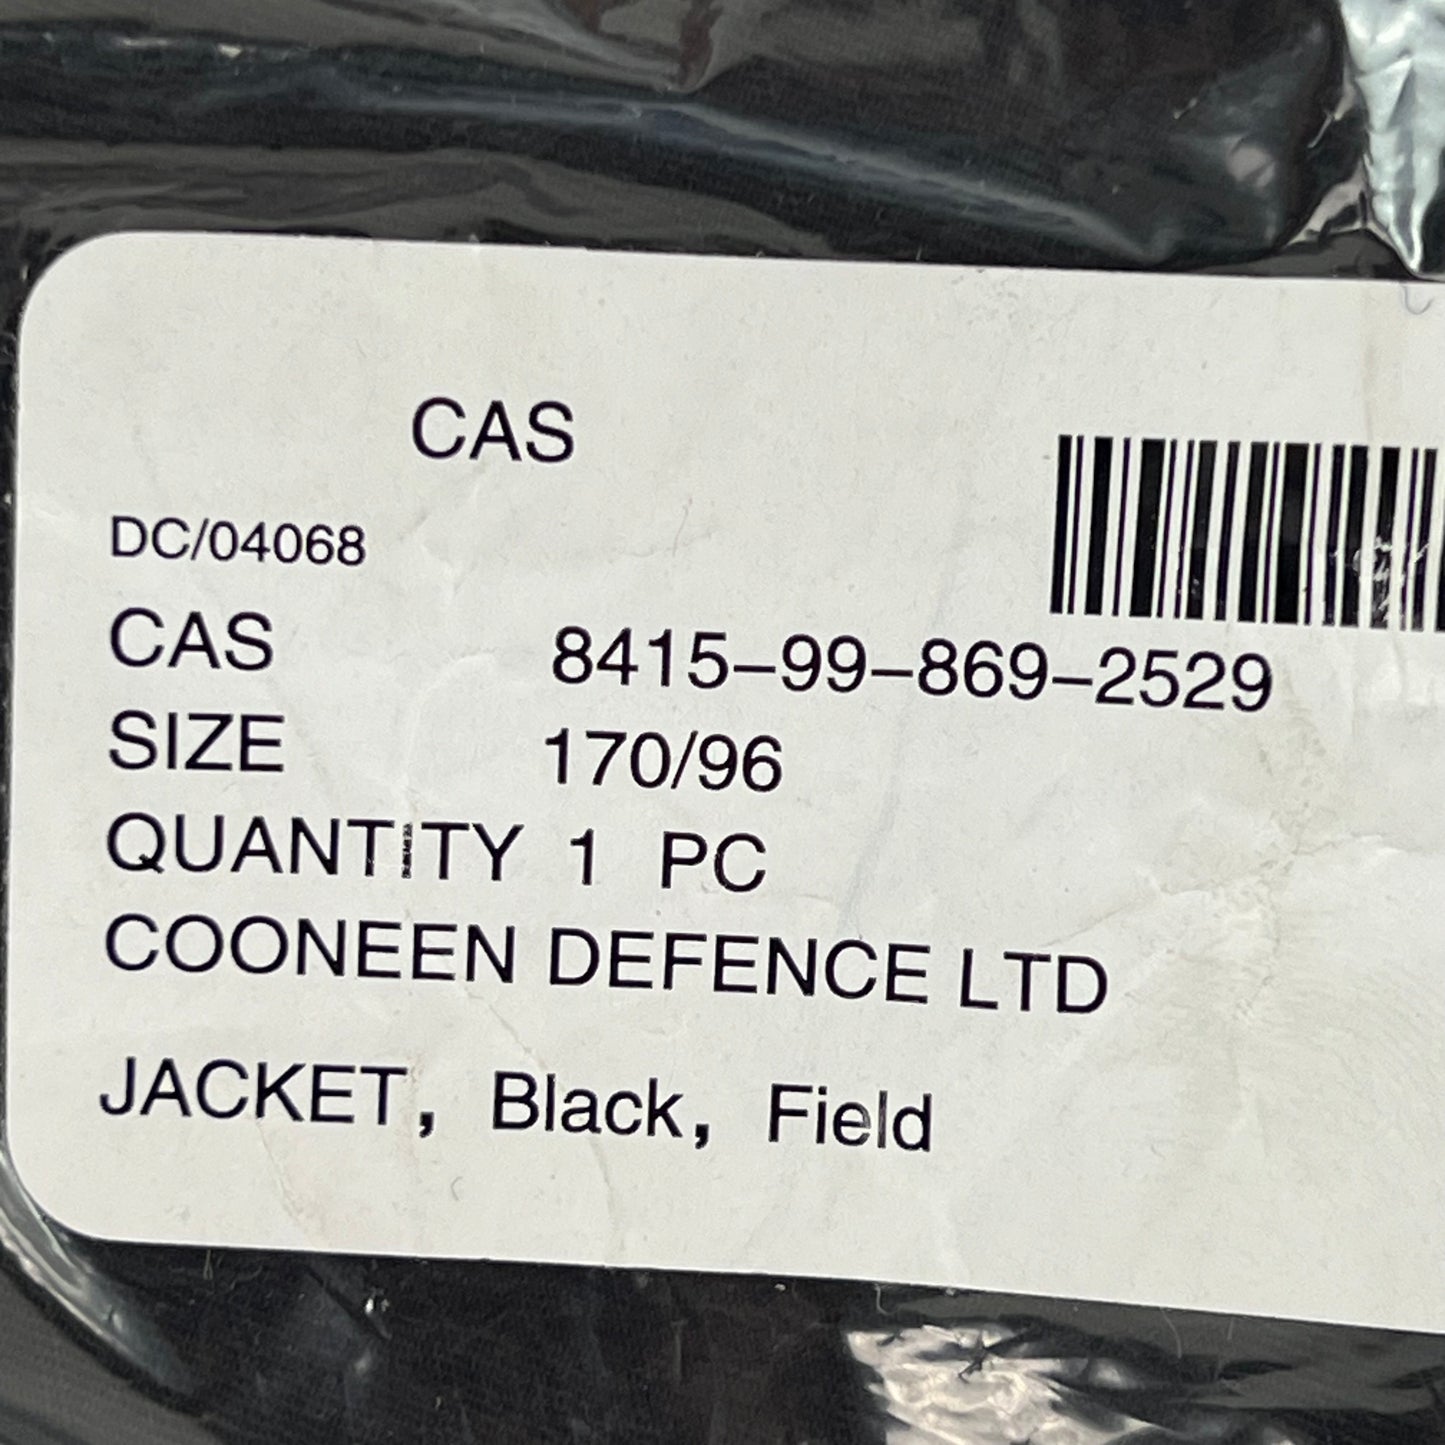 CAS
DC/04068
CAS 8415-99-869-2529
SIZE 170/96
QUANTITY 1 PC
COONEEN DEFENCE LTD
JACKET, Black, Field